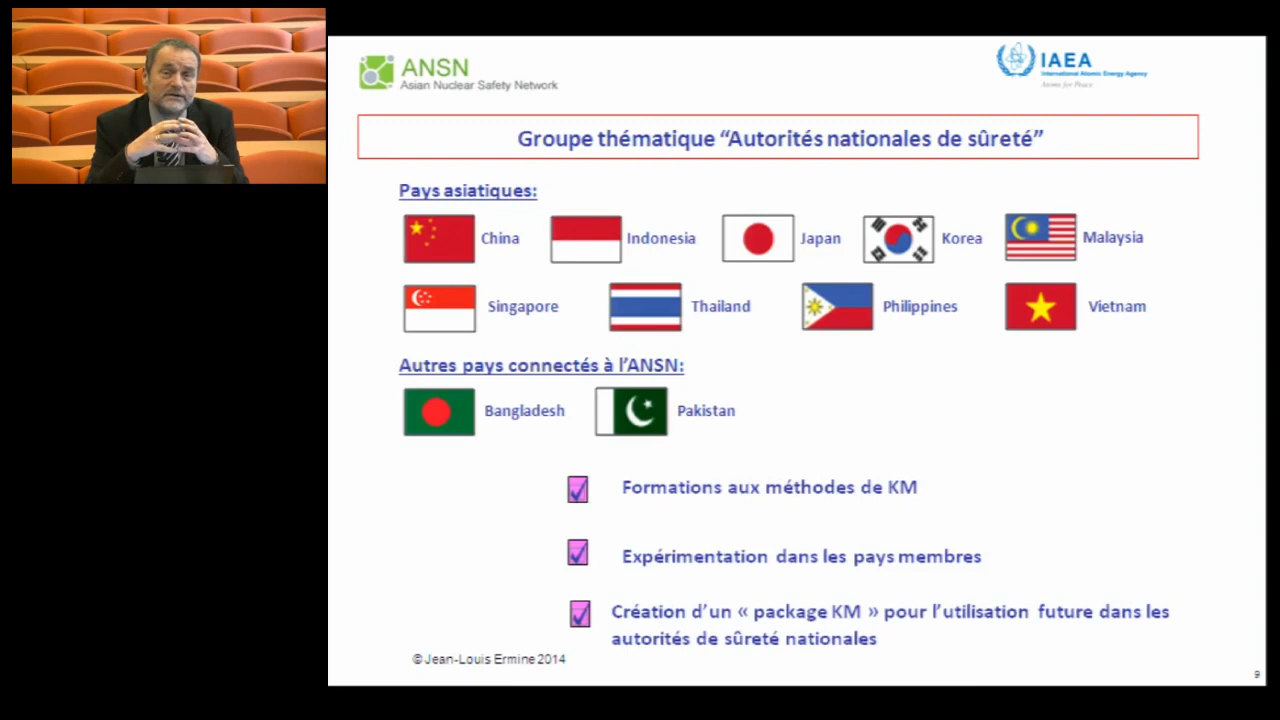 ANSN
Asian Nuclear Safety Network
IAEA
International Atomic Energy Agency
Atoms for Peace
Groupe thématique “Autorités nationales de sûreté”
Pays asiatiques:
China Indonesia Japan Korea Malaysia
Singapore Thailand Philippines Vietnam
Autres pays connectés à l’ANSN:
Bangladesh Pakistan
Formations aux méthodes de KM
Expérimentation dans les pays membres
Création d’un « package KM » pour l’utilisation future dans les
autorités de sûreté nationales
© Jean-Louis Ermine 2014
9